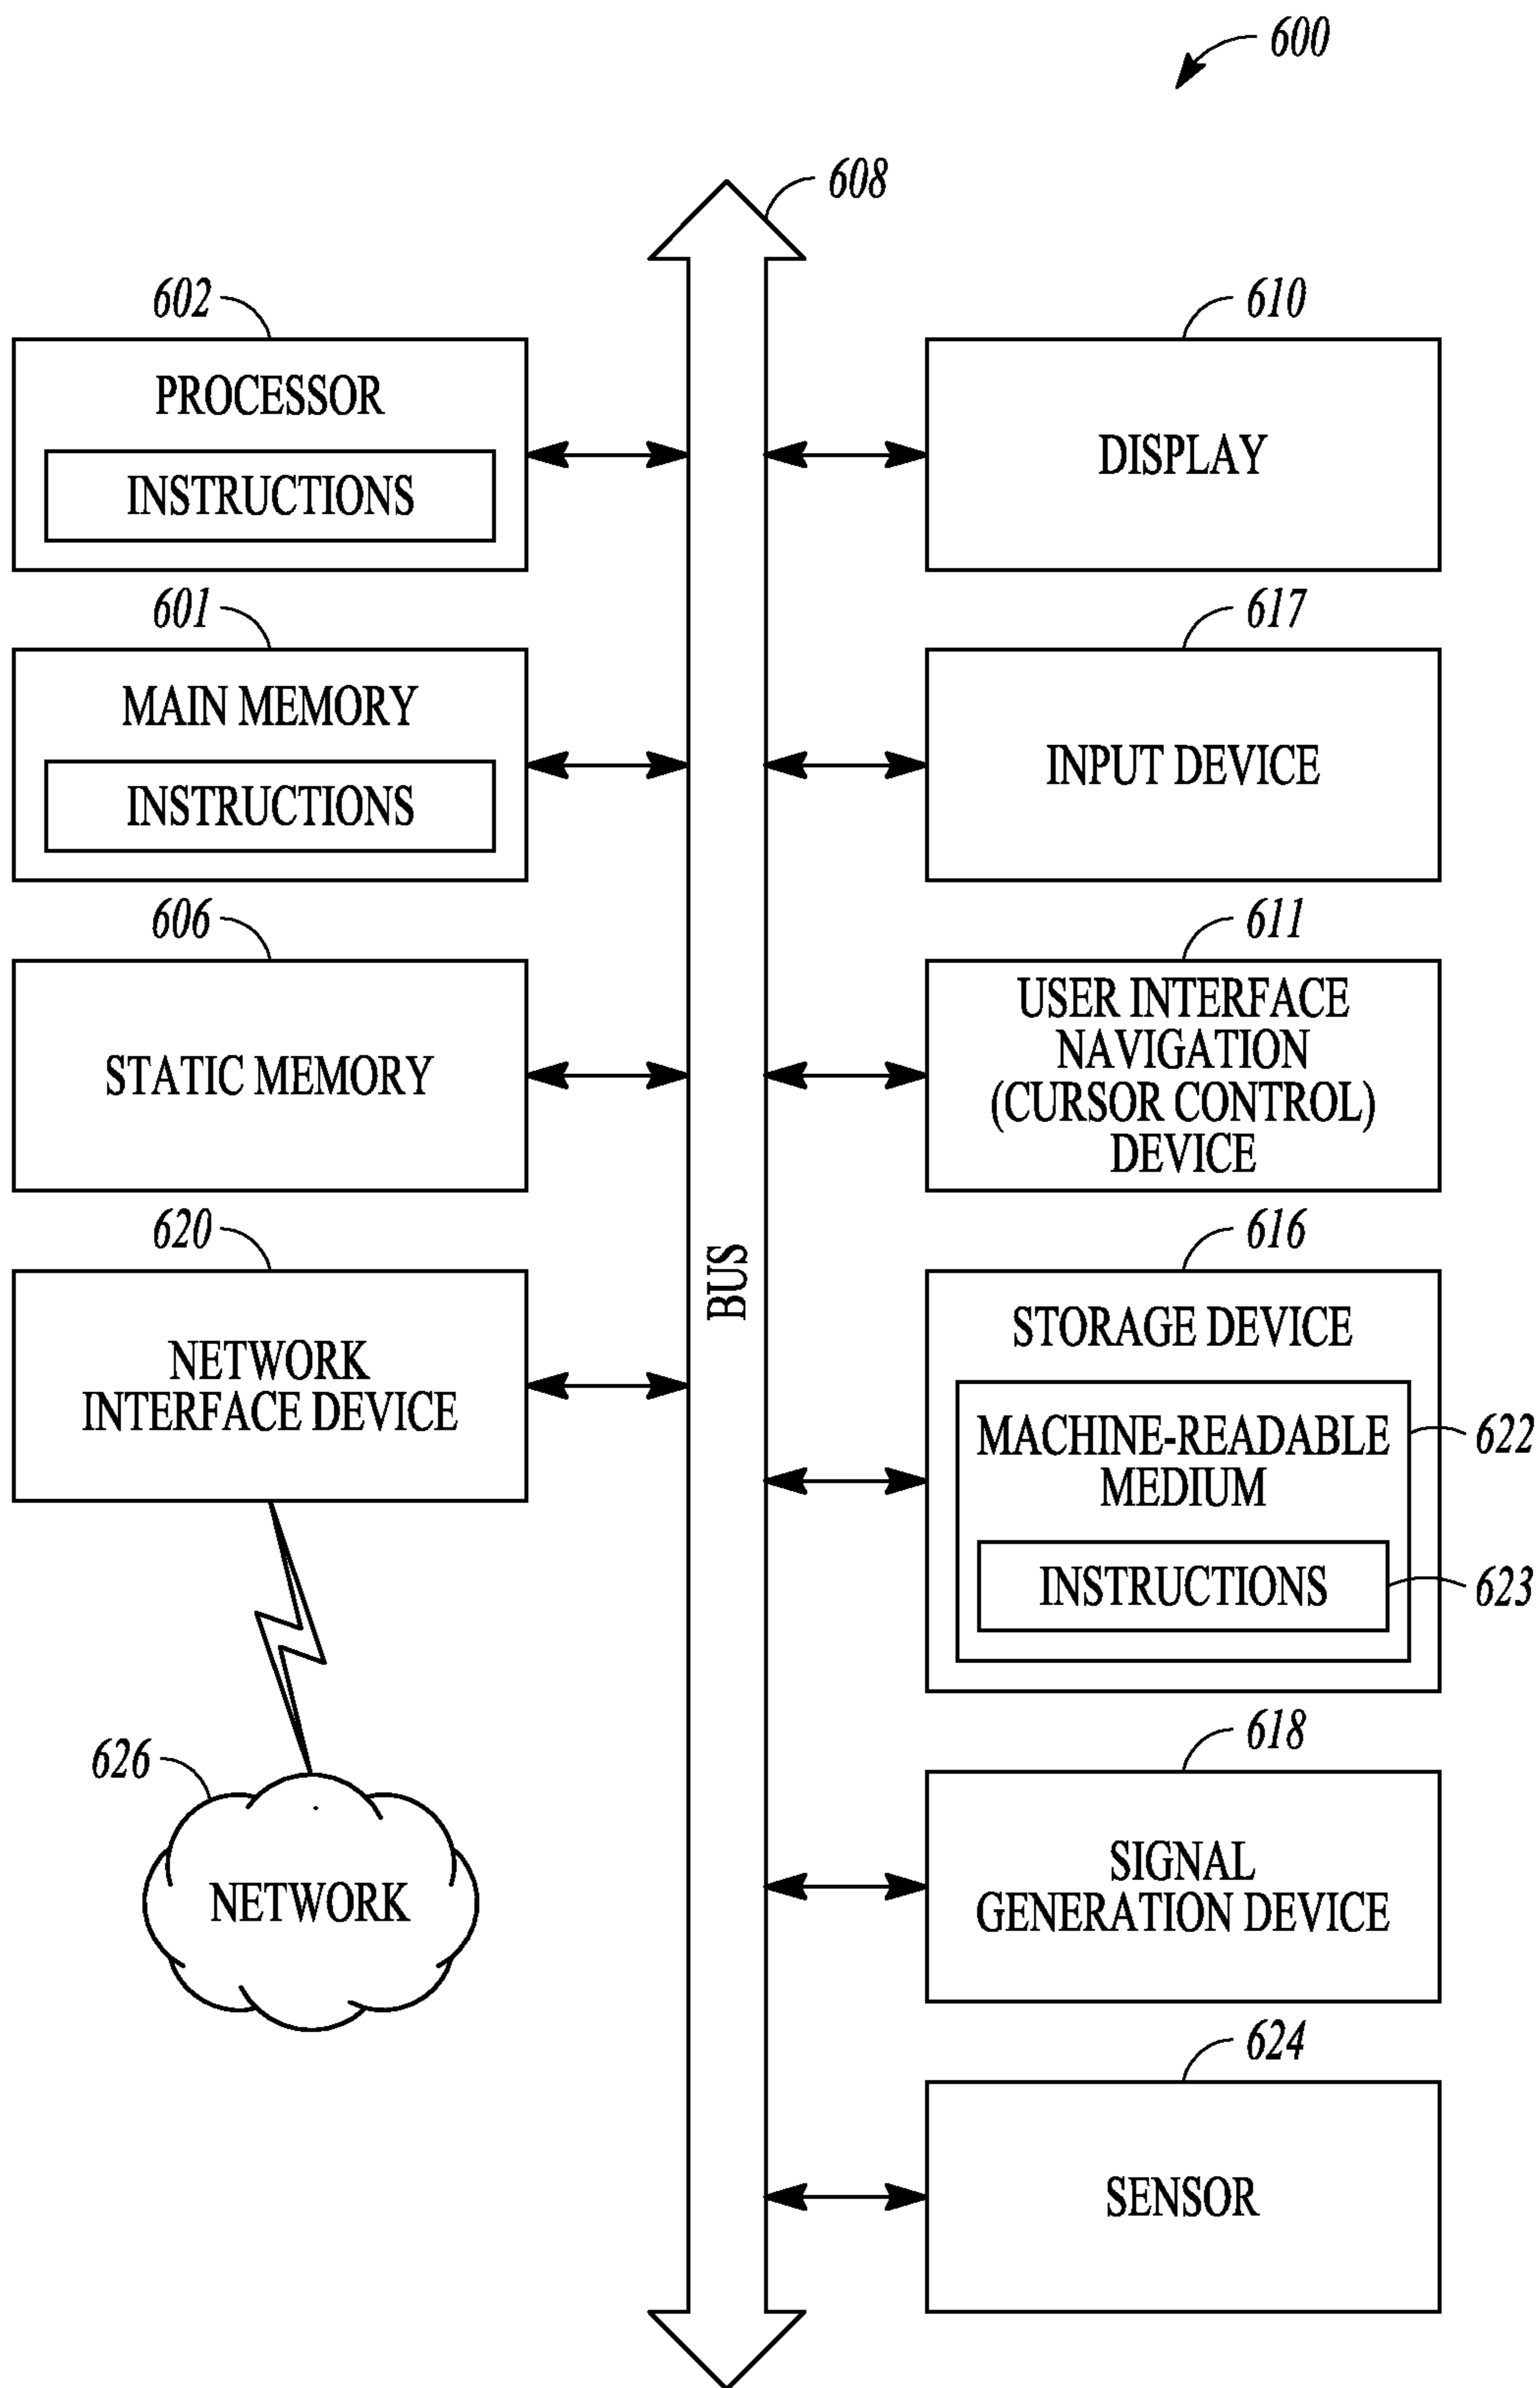 600
608
602
PROCESSOR
INSTRUCTIONS
610
DISPLAY
601
MAIN MEMORY
INSTRUCTIONS
617
INPUT DEVICE
606
STATIC MEMORY
611
USER INTERFACE
NAVIGATION
(CURSOR CONTROL)
DEVICE
620
NETWORK
INTERFACE DEVICE
BUS
616
STORAGE DEVICE
MACHINE-READABLE
MEDIUM
622
INSTRUCTIONS
623
626
NETWORK
618
SIGNAL
GENERATION DEVICE
624
SENSOR